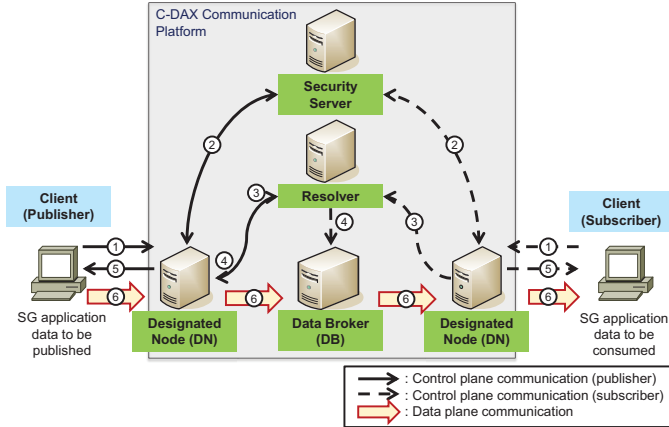 C-DAX Communication
Platform
Security
Server
2
2
Resolver
3
3
4
4
Client
(Publisher)
Client
(Subscriber)
1
5
6
1
5
6
6
6
SG application
data to be
published
Designated
Node (DN)
Data Broker
(DB)
Designated
Node (DN)
SG application
data to be
consumed
: Control plane communication (publisher)
: Control plane communication (subscriber)
: Data plane communication